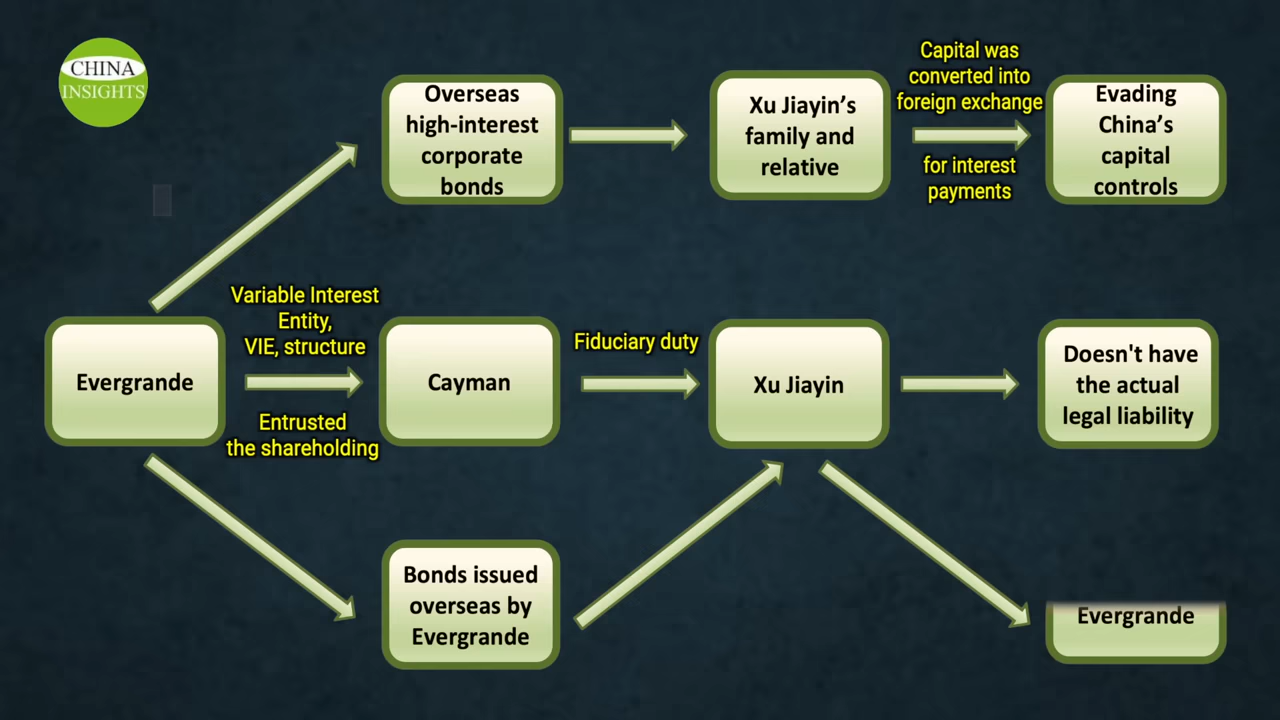 CHINA
INSIGHTS
Overseas
high-interest
corporate
bonds
Xu Jiayin’s
family and
relative
Capital was
converted into
foreign exchange
for interest
payments
Evading
China’s
capital
controls
Evergrande
Variable Interest
Entity,
VIE, structure
Entrusted
the shareholding
Cayman
Fiduciary duty
Xu Jiayin
Doesn't have
the actual
legal liability
Bonds issued
overseas by
Evergrande
Evergrande